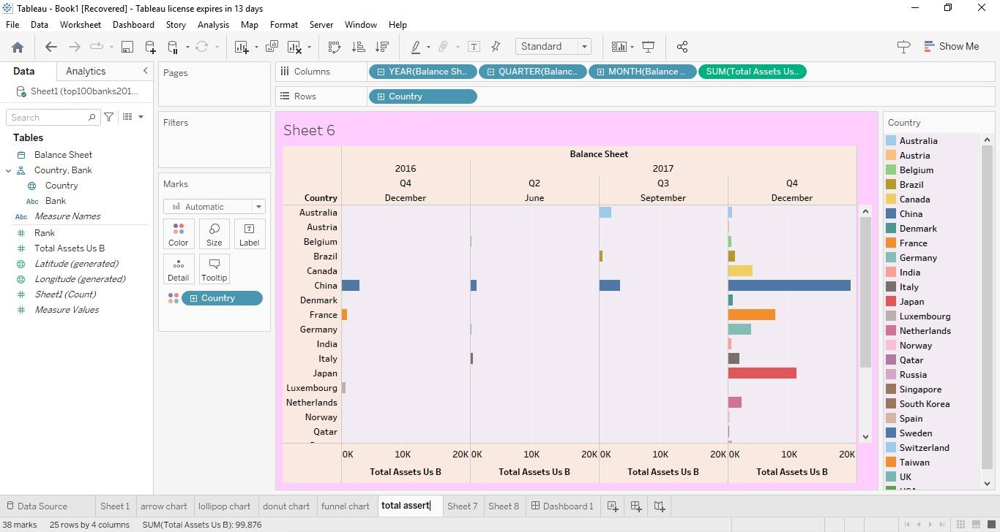 Tableau - Book1 [Recovered] - Tableau license expires in 13 days
File Data Worksheet Dashboard Story Analysis Map Format Server Window Help
Standard
Show Me
Data Analytics
Sheet1 (top100banks201...
Search
Tables
Balance Sheet
Country, Bank
Country
Abc Bank
Abc Measure Names
Rank
Total Assets Us B
Latitude (generated)
Longitude (generated)
Sheet1 (Count)
Measure Values
Pages
Filters
Marks
Automatic
Color Size Label
Detail Tooltip
Country
Columns YEAR(Balance Sh.. QUARTER(Balanc.. MONTH(Balance .. SUM(Total Assets Us..
Rows Country
Sheet 6
Balance Sheet
2016 2017
Q4 Q2 Q3 Q4
Country December June September December
Australia
Austria
Belgium
Brazil
Canada
China
Denmark
France
Germany
India
Italy
Japan
Luxembourg
Netherlands
Norway
Qatar
0K 10K 20K 0K 10K 20K 0K 10K 20K 0K 10K 20K
Total Assets Us B Total Assets Us B Total Assets Us B Total Assets Us B
Country
Australia
Austria
Belgium
Brazil
Canada
China
Denmark
France
Germany
India
Italy
Japan
Luxembourg
Netherlands
Norway
Qatar
Russia
Singapore
South Korea
Spain
Sweden
Switzerland
Taiwan
UK
Data Source Sheet 1 arrow chart lollipop chart donut chart funnel chart total assert Sheet 7 Sheet 8 Dashboard 1
38 marks 25 rows by 4 columns SUM(Total Assets Us B): 99.876